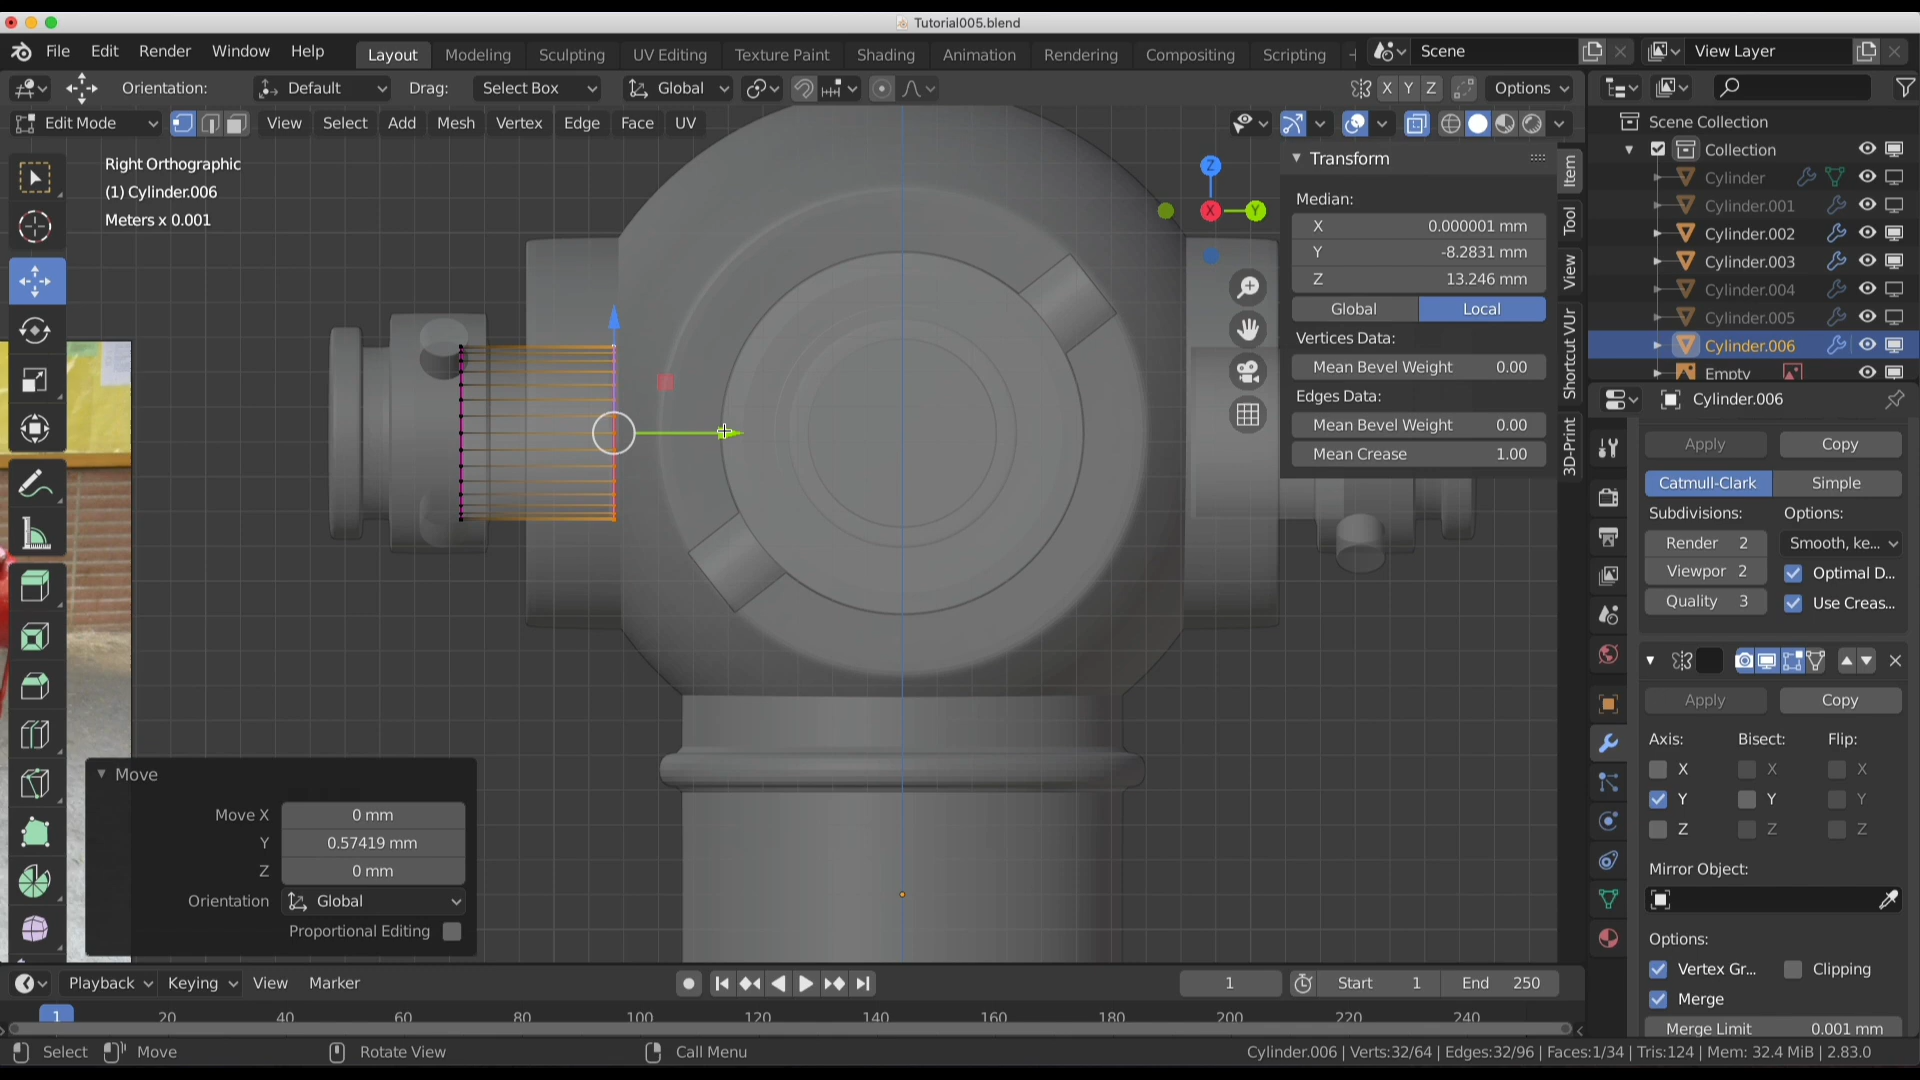 Tutorial005.blend
File Edit Render Window Help Layout Modeling Sculpting UV Editing Texture Paint Shading Animation Rendering Compositing Scripting Scene View Layer
Orientation: Default Drag: Select Box Global X Y Z Options
Edit Mode View Select Add Mesh Vertex Edge Face UV
Scene Collection
Collection
Cylinder
Cylinder.001
Cylinder.002
Cylinder.003
Cylinder.004
Cylinder.005
Cylinder.006
Empty
Right Orthographic
(1) Cylinder.006
Meters x 0.001
Z
X
Y
Transform
Median:
X 0.000001 mm
Y -8.2831 mm
Z 13.246 mm
Global Local
Vertices Data:
Mean Bevel Weight 0.00
Edges Data:
Mean Bevel Weight 0.00
Mean Crease 1.00
Item
Tool
View
Shortcut VUr
3D-Print
Cylinder.006
Apply Copy
Catmull-Clark Simple
Subdivisions: Options:
Render 2 Smooth, ke...
Viewpor 2 Optimal D...
Quality 3 Use Creas...
Apply Copy
Axis: Bisect: Flip:
X X X
Y Y Y
Z Z Z
Mirror Object:
Options:
Vertex Gr... Clipping
Merge
Merge Limit 0.001 mm
Move
Move X 0 mm
Y 0.57419 mm
Z 0 mm
Orientation Global
Proportional Editing
Playback Keying View Marker 1 Start 1 End 250
1 20 40 60 80 100 120 140 160 180 200 220 240
Select Move Rotate View Call Menu Cylinder.006 | Verts:32/64 | Edges:32/96 | Faces:1/34 | Tris:124 | Mem: 32.4 MiB | 2.83.0